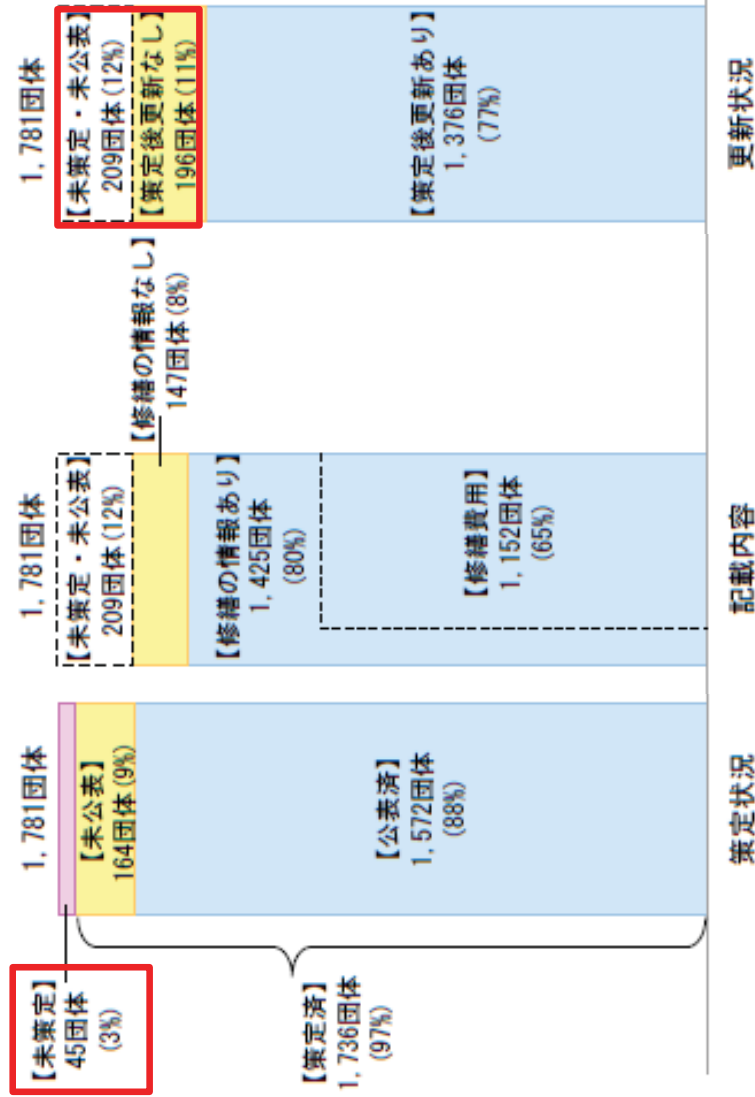 1,781団体
【未策定】
45団体
(3%)
【未公表】
164団体(9%)
【策定済】
1,736団体
(97%)
【公表済】
1,572団体
(88%)
策定状況
1,781団体
【未策定・未公表】
209団体(12%)
【修繕の情報なし】
147団体(8%)
【修繕の情報あり】
1,425団体
(80%)
【修繕費用】
1,152団体
(65%)
記載内容
1,781団体
【未策定・未公表】
209団体(12%)
【策定後更新なし】
196団体(11%)
【策定後更新あり】
1,376団体
(77%)
更新状況